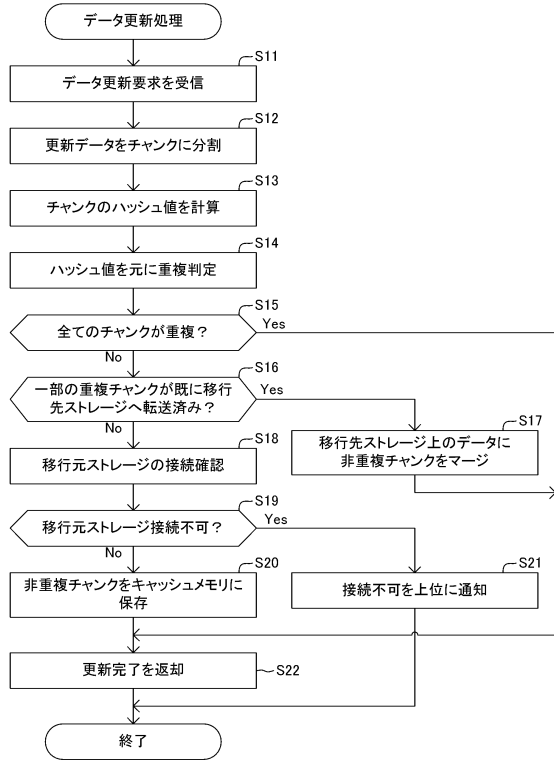 データ更新処理
S11
データ更新要求を受信
S12
更新データをチャンクに分割
S13
チャンクのハッシュ値を計算
S14
ハッシュ値を元に重複判定
S15
全てのチャンクが重複？
Yes
No
S16
一部の重複チャンクが既に移行
先ストレージへ転送済み？
Yes
No
S17
移行先ストレージ上のデータに
非重複チャンクをマージ
S18
移行元ストレージの接続確認
S19
移行元ストレージ接続不可？
Yes
No
S20
非重複チャンクをキャッシュメモリに
保存
S21
接続不可を上位に通知
更新完了を返却
S22
終了